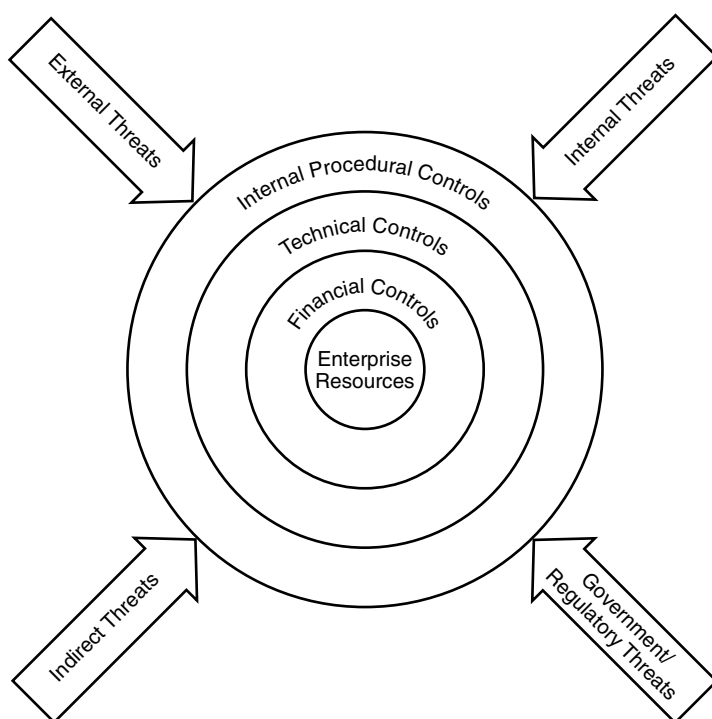 External Threats
Internal Threats
Internal Procedural Controls
Technical Controls
Financial Controls
Enterprise
Resources
Indirect Threats
Government/
Regulatory Threats